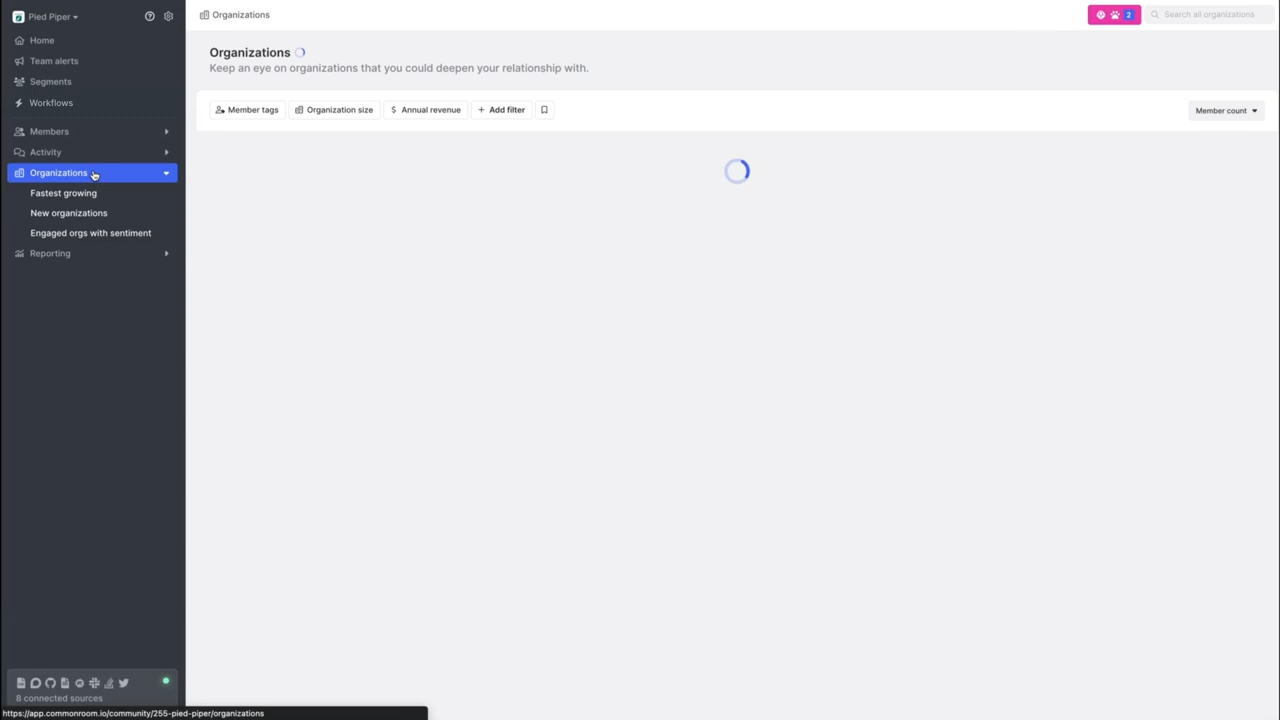 Pied Piper
Home
Team alerts
Segments
Workflows
Members
Activity
Organizations
Fastest growing
New organizations
Engaged orgs with sentiment
Reporting
8 connected sources
https://app.commonroom.io/community/255-pied-piper/organizations
Organizations
2
Search all organizations
Organizations
Keep an eye on organizations that you could deepen your relationship with.
Member tags
Organization size
$ Annual revenue
+ Add filter
Member count